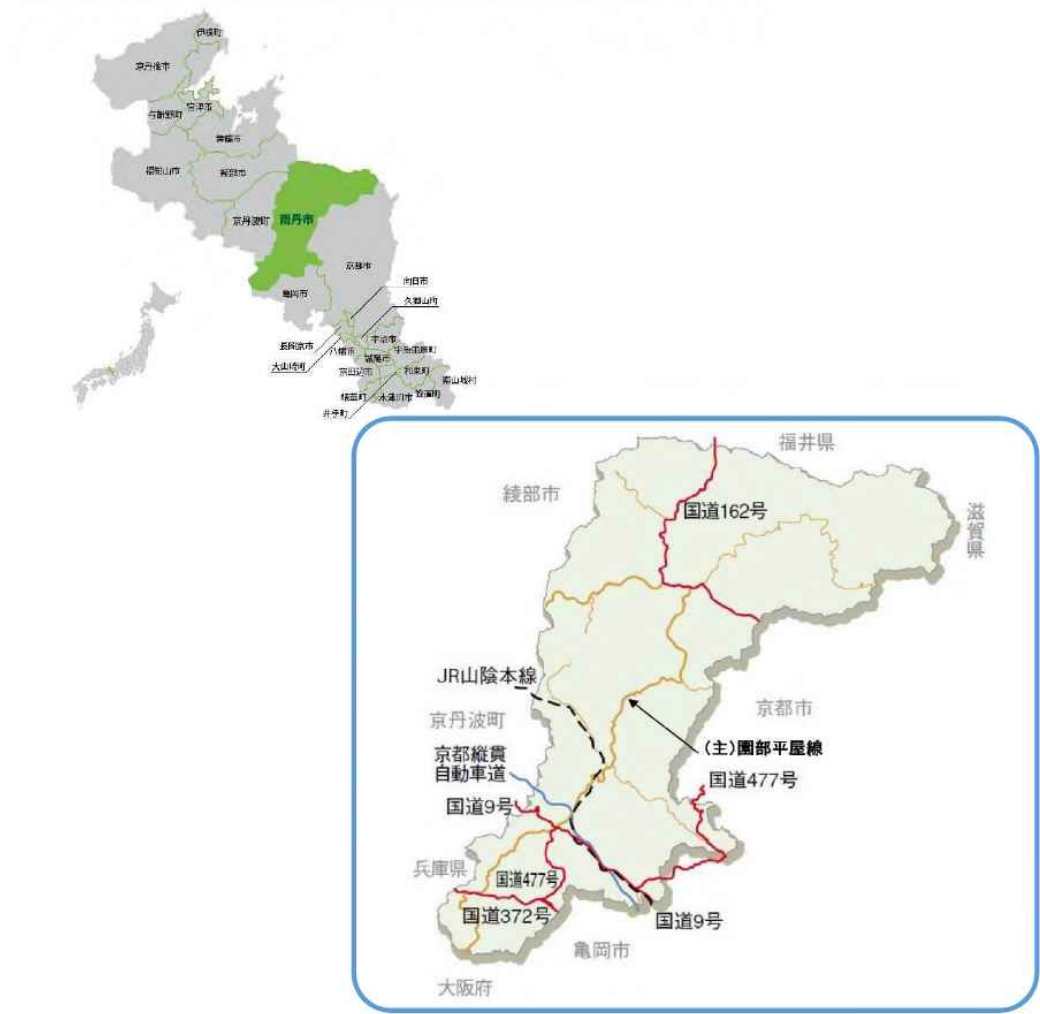 伊根町
京丹後市
宮津市
与謝野町
舞鶴市
福知山市
綾部市
京丹波町
南丹市
京都市
亀岡市
向日市
久御山町
長岡京市
宇治市
八幡市
宇治田原町
大山崎町
城陽市
京田辺市
和束町
南山城村
精華町
木津川市
笠置町
井手町
福井県
綾部市
国道162号
滋賀県
JR山陰本線
京丹波町
京都市
(主)園部平屋線
京都縦貫
自動車道
国道477号
国道9号
兵庫県
国道477号
国道372号
国道9号
亀岡市
大阪府